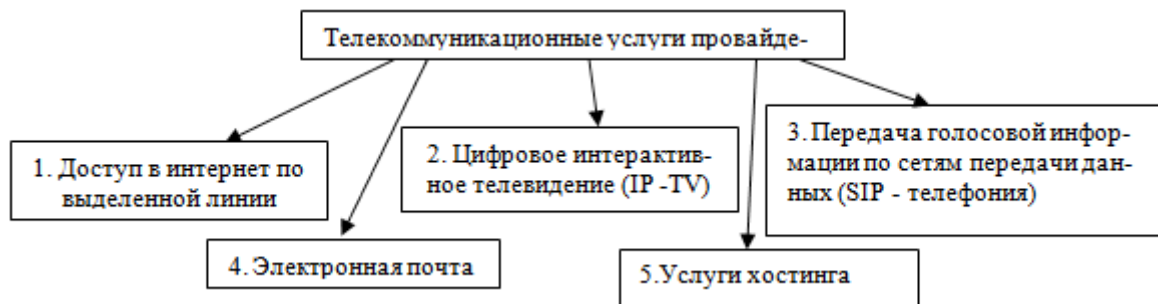 Телекоммуникационные услуги провайде-
1. Доступ в интернет по
выделенной линии
2. Цифровое интерактив-
ное телевидение (IP -TV)
3. Передача голосовой инфор-
мации по сетям передачи дан-
ных (SIP - телефония)
4. Электронная почта
5.Услуги хостинга